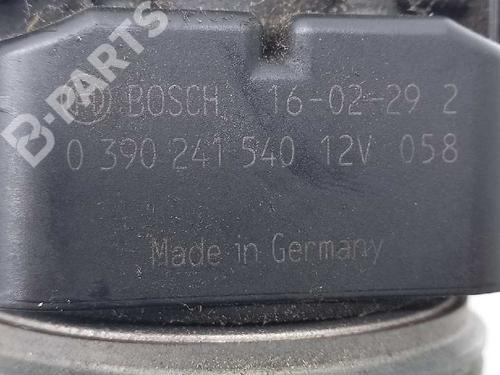 BOSCH 16-02-29 2
0 390 241 540 12V 058
Made in Germany
B-PARTS